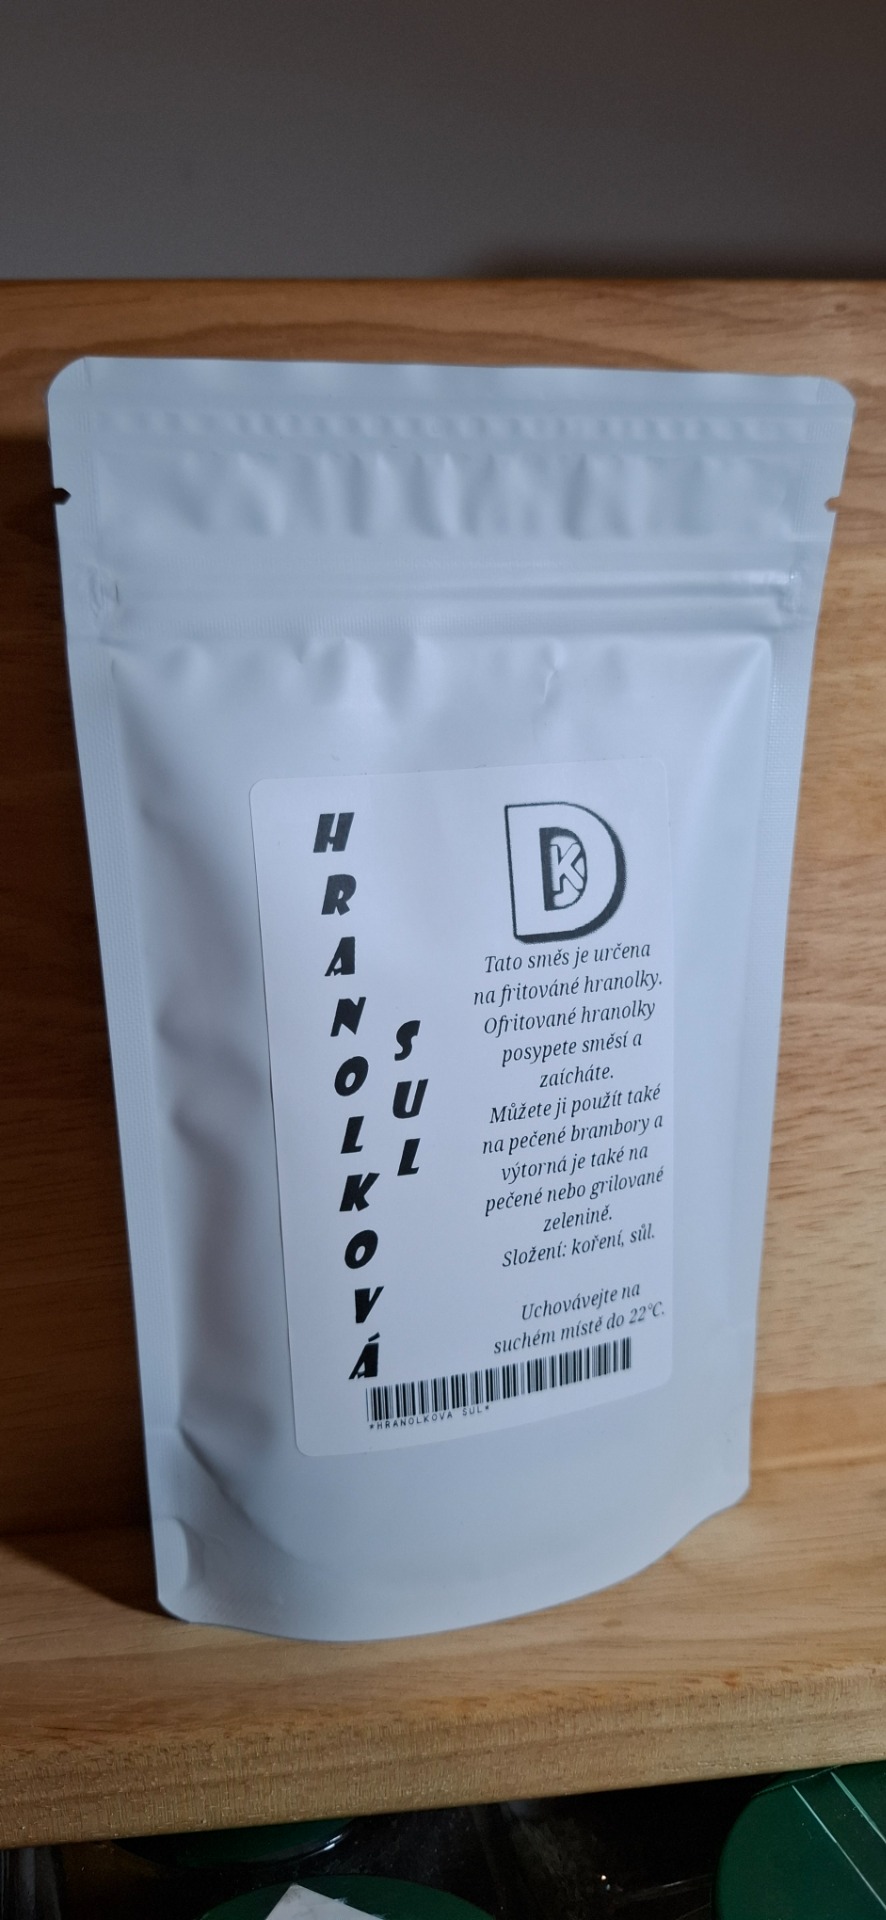 HRANOLKOVÁ
SUL
DK
Tato směs je určena
na fritováné hranolky.
Ofritované hranolky
posypete směsí a
zaícháte.
Můžete ji použít také
na pečené brambory a
výtorná je také na
pečené nebo grilované
zelenině.
Složení: koření, sůl.
Uchovávejte na
suchém místě do 22°C.
*HRANOLKOVA SUL*